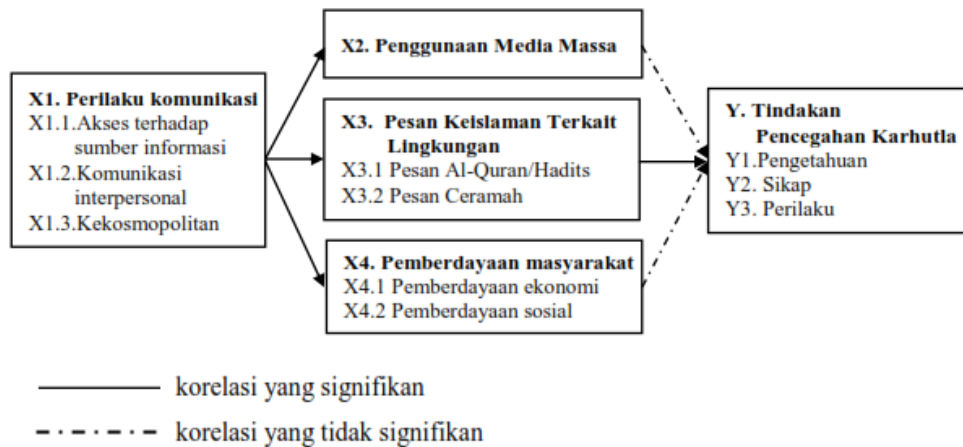 X1. Perilaku komunikasi
X1.1.Akses terhadap
sumber informasi
X1.2.Komunikasi
interpersonal
X1.3.Kekosmopolitan
X2. Penggunaan Media Massa
X3. Pesan Keislaman Terkait
Lingkungan
X3.1 Pesan Al-Quran/Hadits
X3.2 Pesan Ceramah
X4. Pemberdayaan masyarakat
X4.1 Pemberdayaan ekonomi
X4.2 Pemberdayaan sosial
Y. Tindakan
Pencegahan Karhutla
Y1.Pengetahuan
Y2. Sikap
Y3. Perilaku
korelasi yang signifikan
korelasi yang tidak signifikan